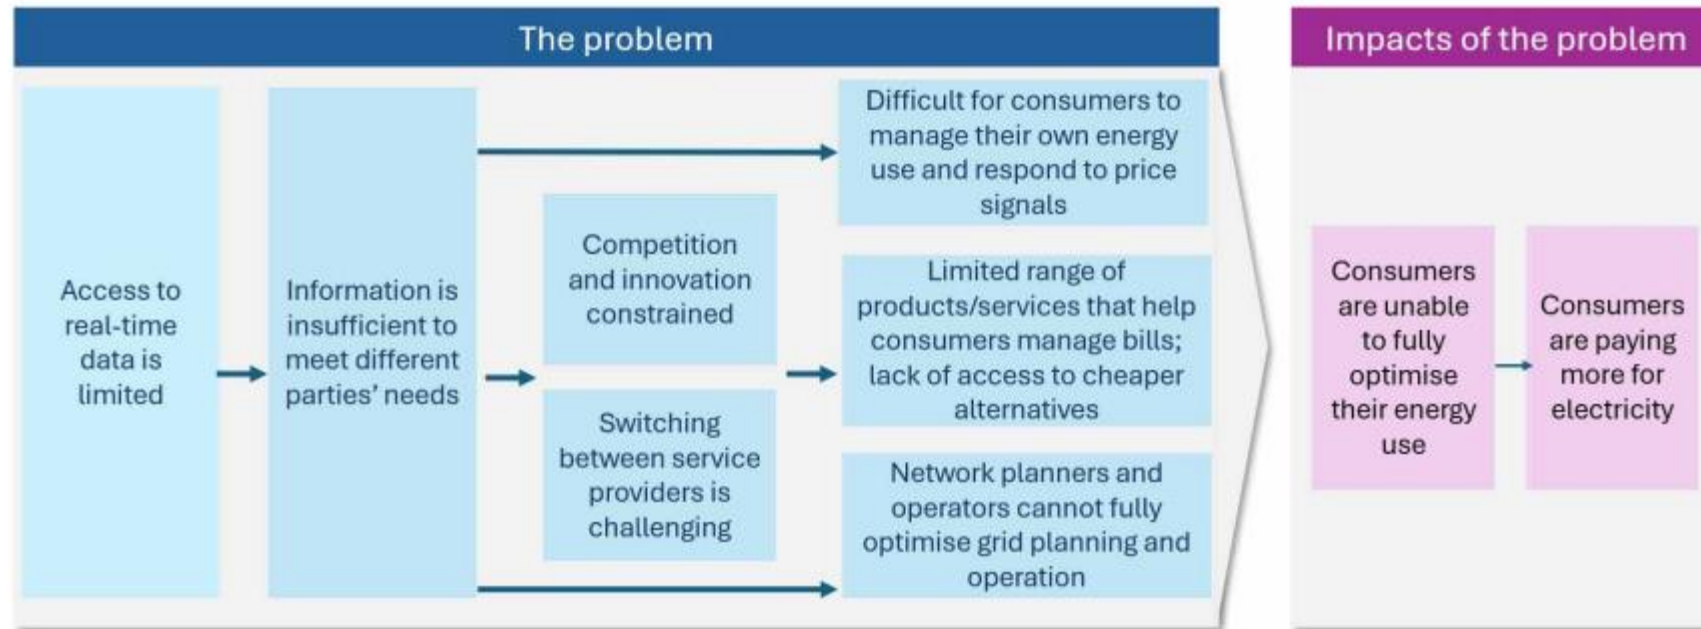 The problem
Impacts of the problem
Access to
real-time
data is
limited
Information is
insufficient to
meet different
parties’ needs
Competition
and innovation
constrained
Switching
between service
providers is
challenging
Difficult for consumers to
manage their own energy
use and respond to price
signals
Limited range of
products/services that help
consumers manage bills;
lack of access to cheaper
alternatives
Network planners and
operators cannot fully
optimise grid planning and
operation
Consumers
are unable
to fully
optimise
their energy
use
Consumers
are paying
more for
electricity